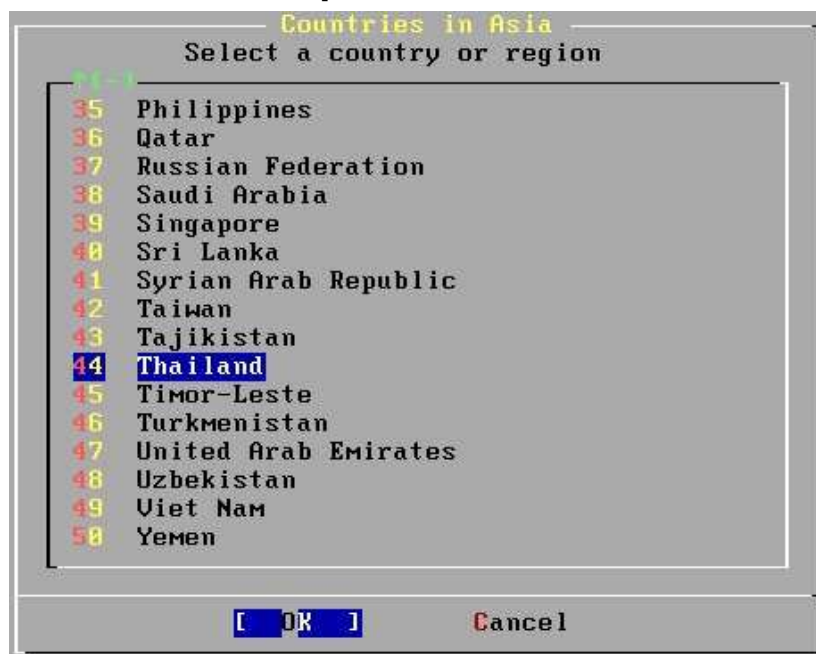 Countries in Asia
Select a country or region
35 Philippines
36 Qatar
37 Russian Federation
38 Saudi Arabia
39 Singapore
40 Sri Lanka
41 Syrian Arab Republic
42 Taiwan
43 Tajikistan
44 Thailand
45 Timor-Leste
46 Turkmenistan
47 United Arab Emirates
48 Uzbekistan
49 Viet Nam
50 Yemen
[ OK ] Cancel